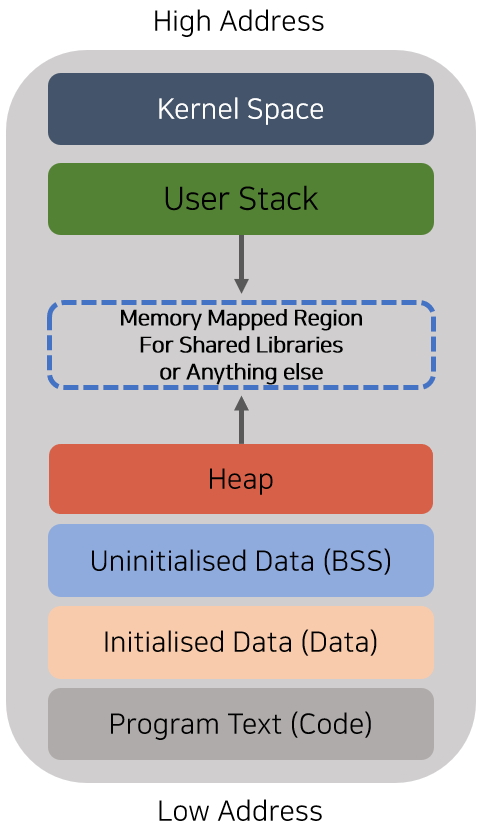 High Address
Kernel Space
User Stack
Memory Mapped Region
For Shared Libraries
or Anything else
Heap
Uninitialised Data (BSS)
Initialised Data (Data)
Program Text (Code)
Low Address